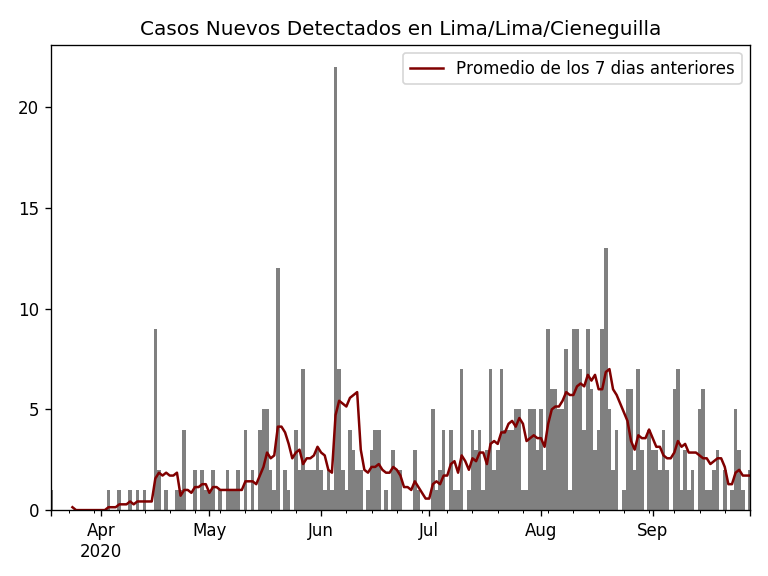 Casos Nuevos Detectados en Lima/Lima/Cieneguilla
Promedio de los 7 dias anteriores
20
15
10
5
0
Apr May Jun Jul Aug Sep
2020